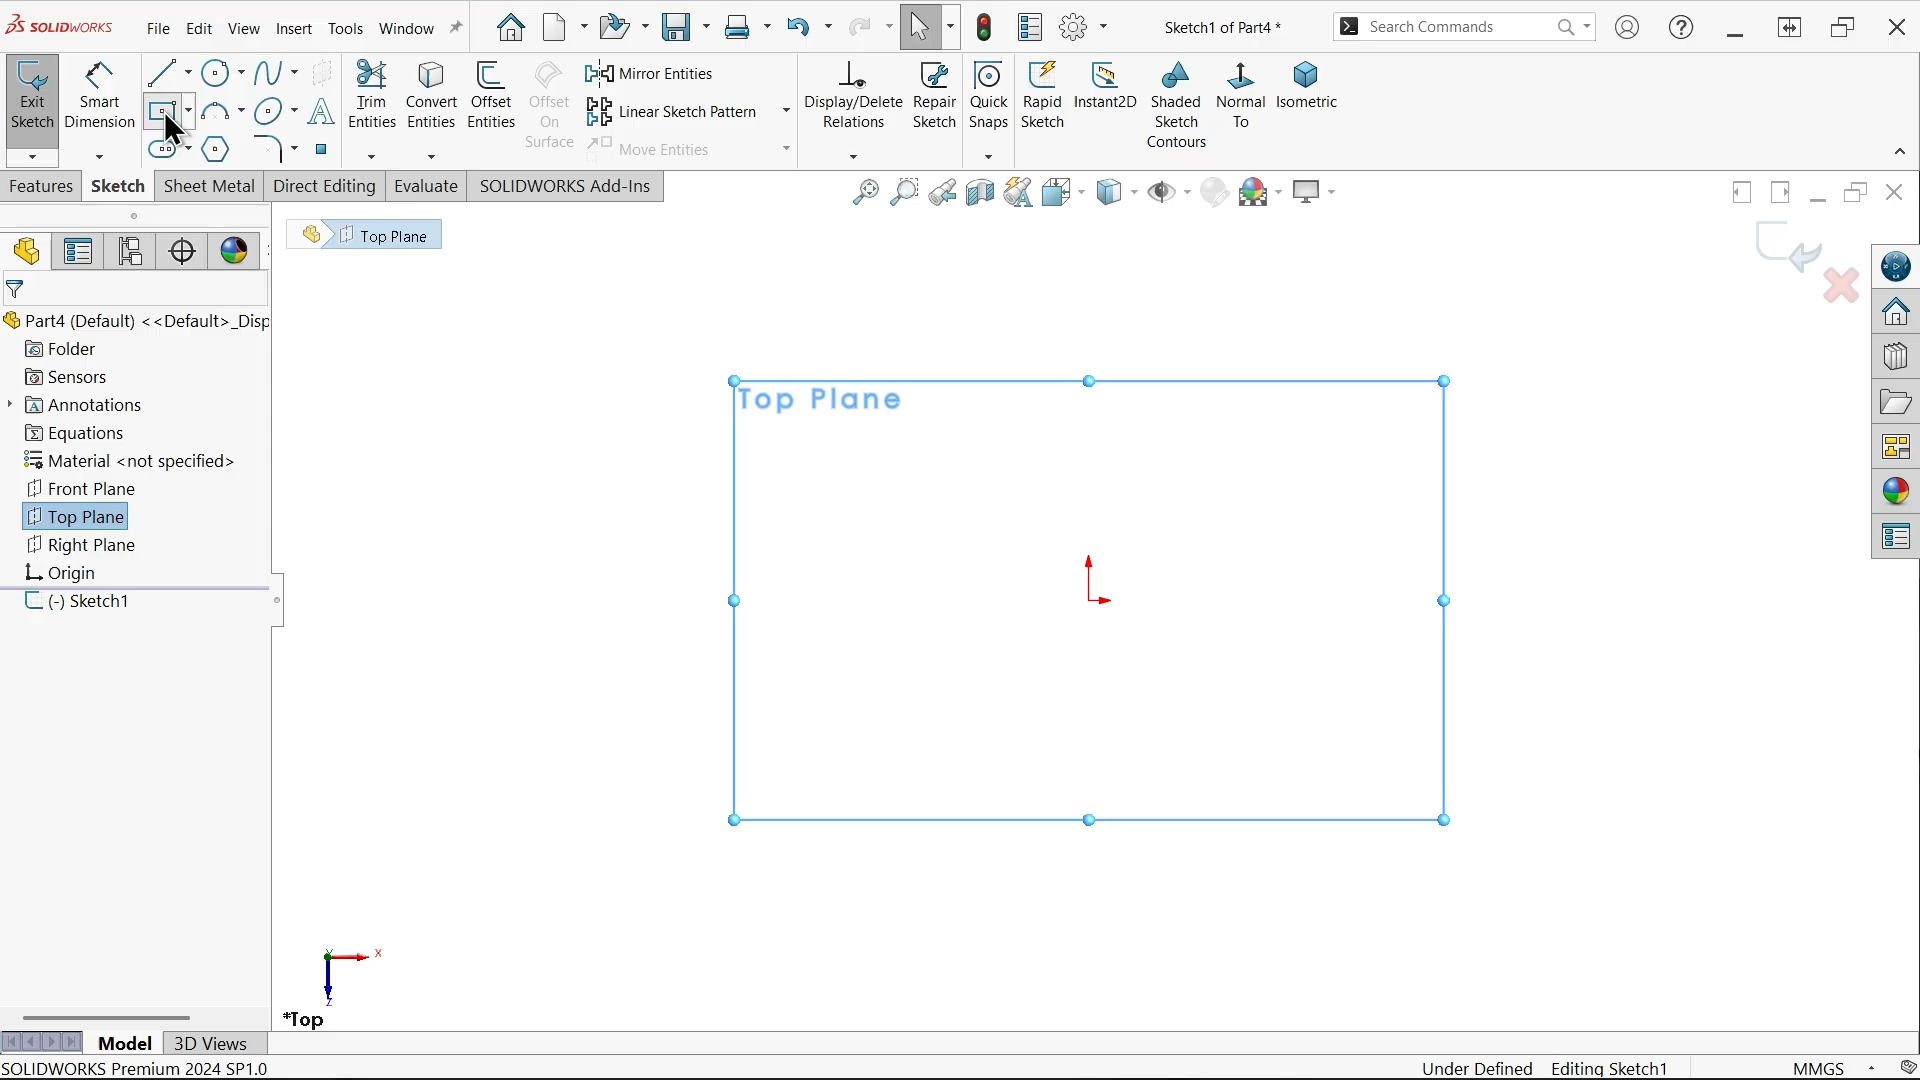 SOLIDWORKS
File Edit View Insert Tools Window
Sketch1 of Part4 *
Search Commands
Exit Sketch
Smart Dimension
Trim Entities
Convert Entities
Offset Entities
Offset On Surface
Mirror Entities
Linear Sketch Pattern
Move Entities
Display/Delete Relations
Repair Sketch
Quick Snaps
Rapid Sketch
Instant2D
Shaded Sketch Contours
Normal To
Isometric
Features Sketch Sheet Metal Direct Editing Evaluate SOLIDWORKS Add-Ins
Top Plane
Part4 (Default) <<Default>_Disp
Folder
Sensors
Annotations
Equations
Material <not specified>
Front Plane
Top Plane
Right Plane
Origin
(-) Sketch1
Top Plane
Y
X
Z
*Top
Model 3D Views
SOLIDWORKS Premium 2024 SP1.0
Under Defined Editing Sketch1 MMGS